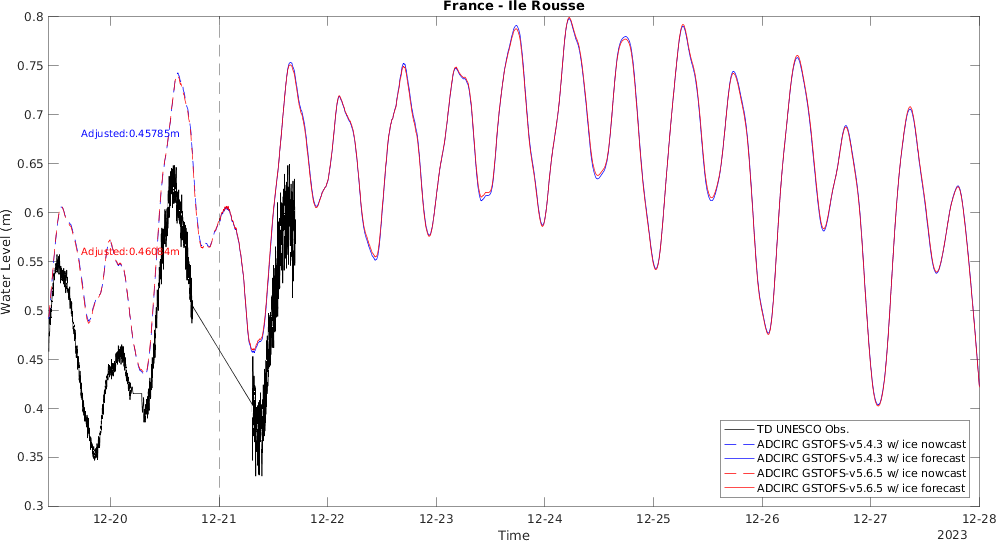 France - Ile Rousse
0.8
0.75
0.7
0.65
0.6
0.55
0.5
0.45
0.4
0.35
0.3
Water Level (m)
Adjusted:0.45785m
Adjusted:0.46084m
TD UNESCO Obs.
ADCIRC GSTOFS-v5.4.3 w/ ice nowcast
ADCIRC GSTOFS-v5.4.3 w/ ice forecast
ADCIRC GSTOFS-v5.6.5 w/ ice nowcast
ADCIRC GSTOFS-v5.6.5 w/ ice forecast
12-20 12-21 12-22 12-23 12-24 12-25 12-26 12-27 12-28
Time
2023